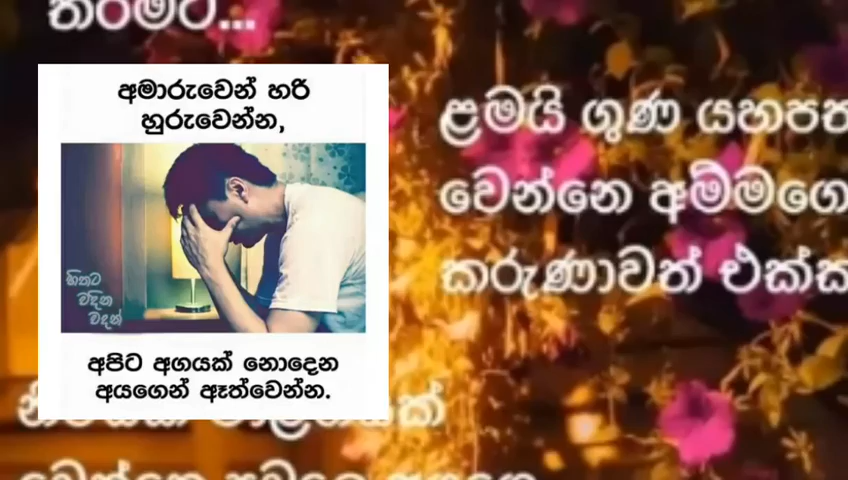 තරමට...
අමාරුවෙන් හරි
හුරුවෙන්න,
හිතට
වදින
වදන්
අපිට අගයක් නොදෙන
අයගෙන් ඈත්වෙන්න.
ළමයි ගුණ යහපත
වෙන්නෙ අම්මගෙ
කරුණාවත් එක්ක